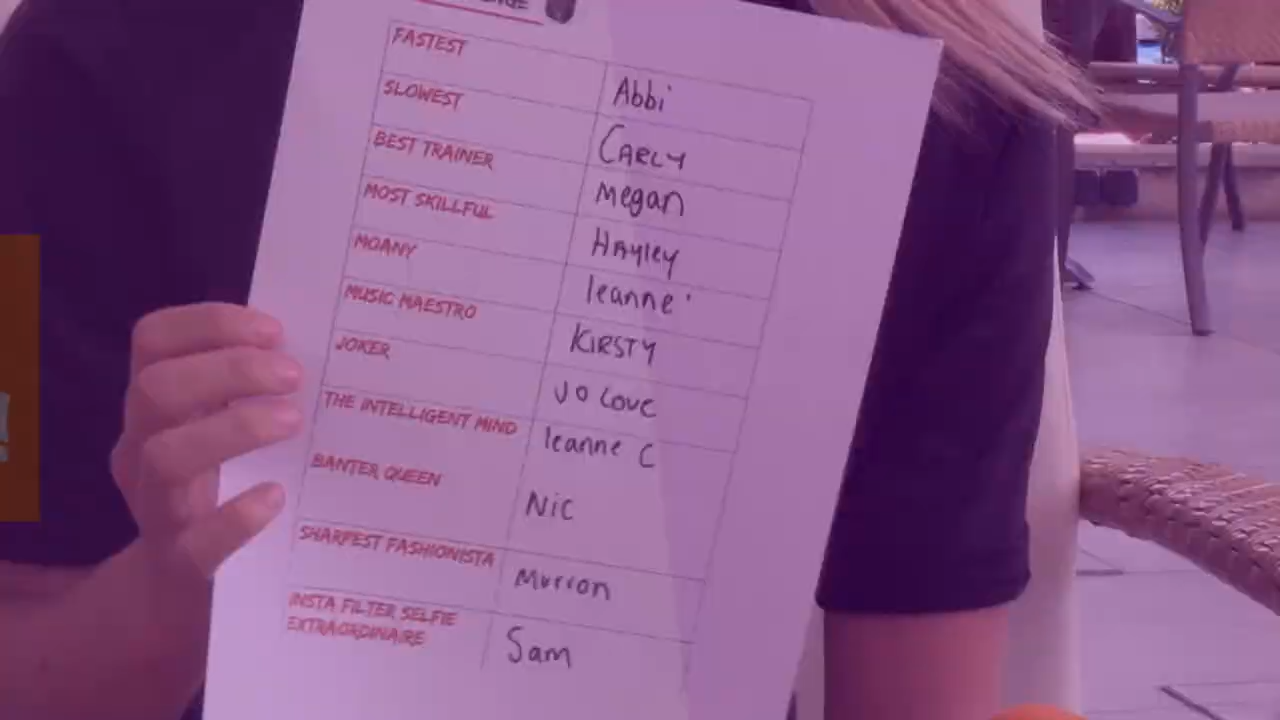 FASTEST Abbi
SLOWEST CARLY
BEST TRAINER Megan
MOST SKILLFUL HAYLEY
MOANY leanne
MUSIC MAESTRO KIRSTY
JOKER JO LOVE
THE INTELLIGENT MIND leanne C
BANTER QUEEN NIC
SHARPEST FASHIONISTA Murron
INSTA FILTER SELFIE
EXTRAORDINAIRE Sam